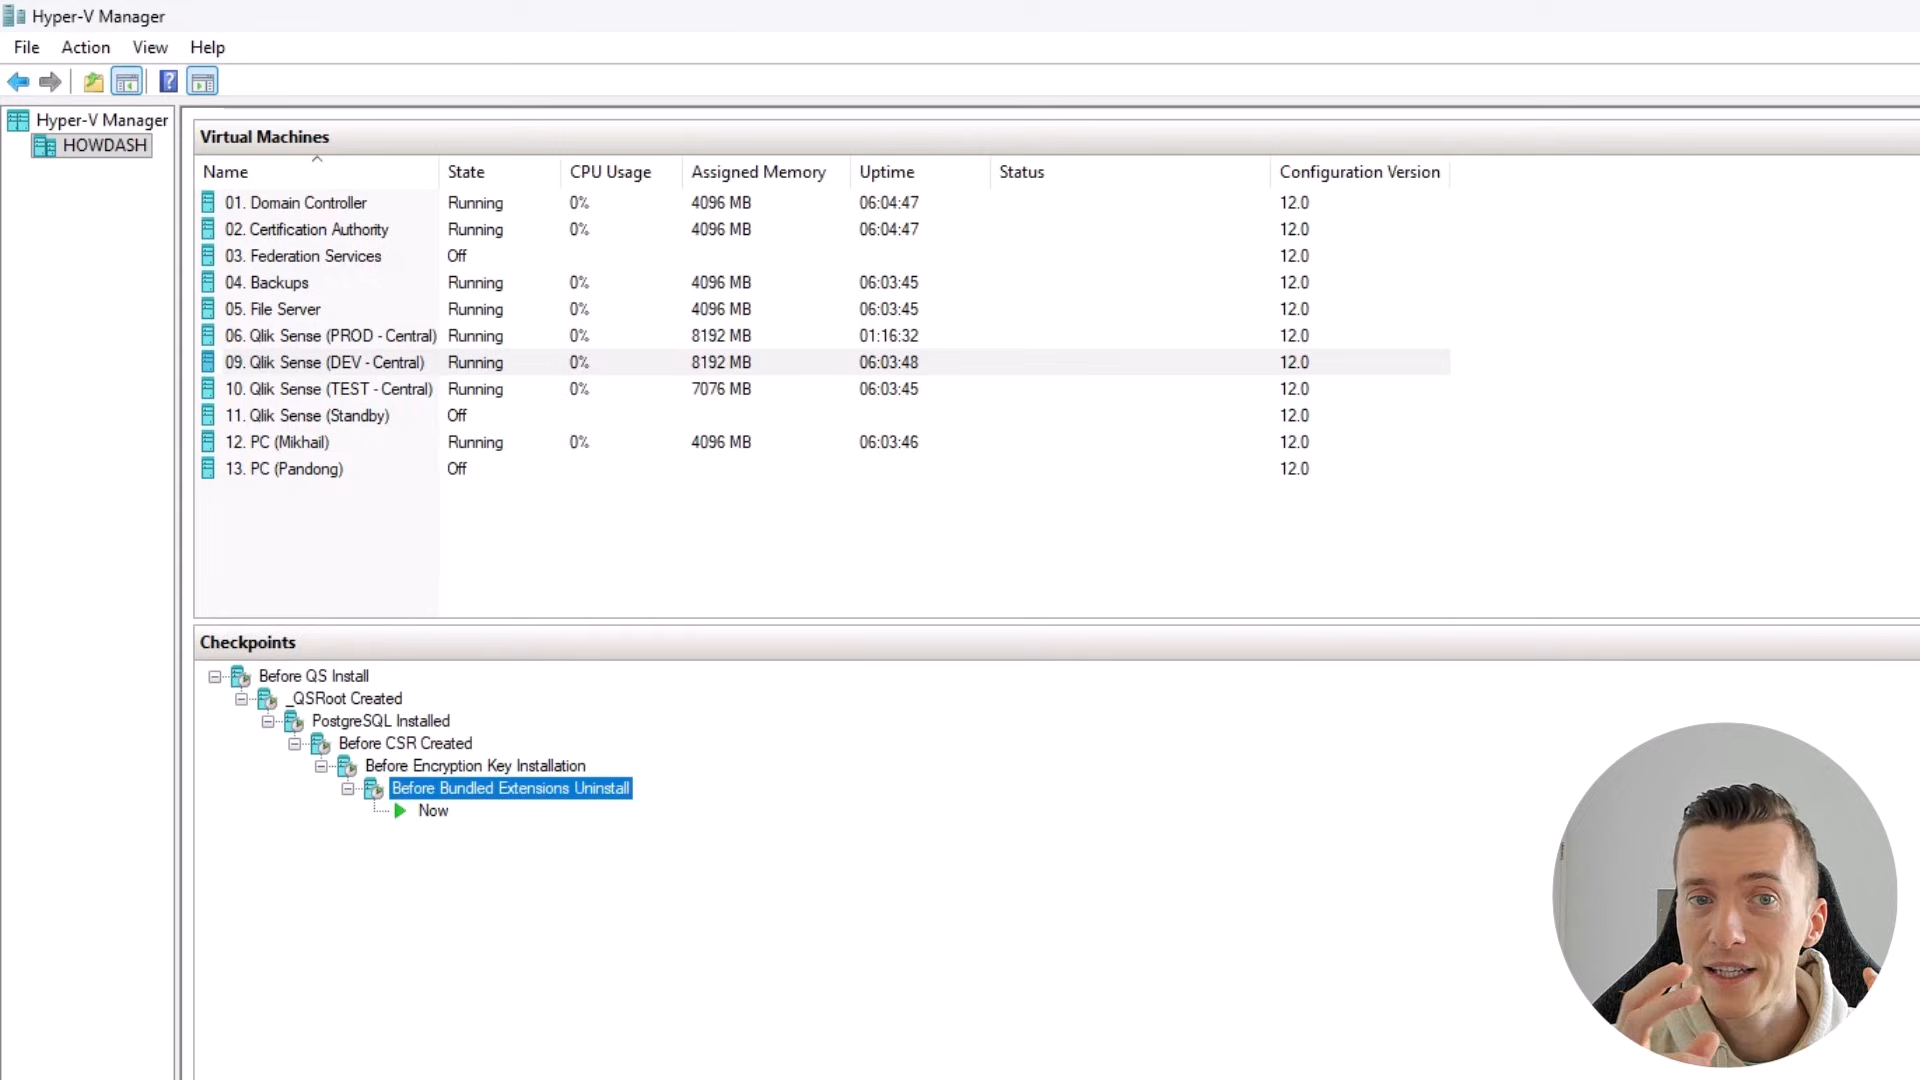 Hyper-V Manager
File Action View Help
Hyper-V Manager
HOWDASH
Virtual Machines
Name State CPU Usage Assigned Memory Uptime Status Configuration Version
01. Domain Controller Running 0% 4096 MB 06:04:47 12.0
02. Certification Authority Running 0% 4096 MB 06:04:47 12.0
03. Federation Services Off 12.0
04. Backups Running 0% 4096 MB 06:03:45 12.0
05. File Server Running 0% 4096 MB 06:03:45 12.0
06. Qlik Sense (PROD - Central) Running 0% 8192 MB 01:16:32 12.0
09. Qlik Sense (DEV - Central) Running 0% 8192 MB 06:03:48 12.0
10. Qlik Sense (TEST - Central) Running 0% 7076 MB 06:03:45 12.0
11. Qlik Sense (Standby) Off 12.0
12. PC (Mikhail) Running 0% 4096 MB 06:03:46 12.0
13. PC (Pandong) Off 12.0
Checkpoints
Before QS Install
_QSRoot Created
PostgreSQL Installed
Before CSR Created
Before Encryption Key Installation
Before Bundled Extensions Uninstall
Now